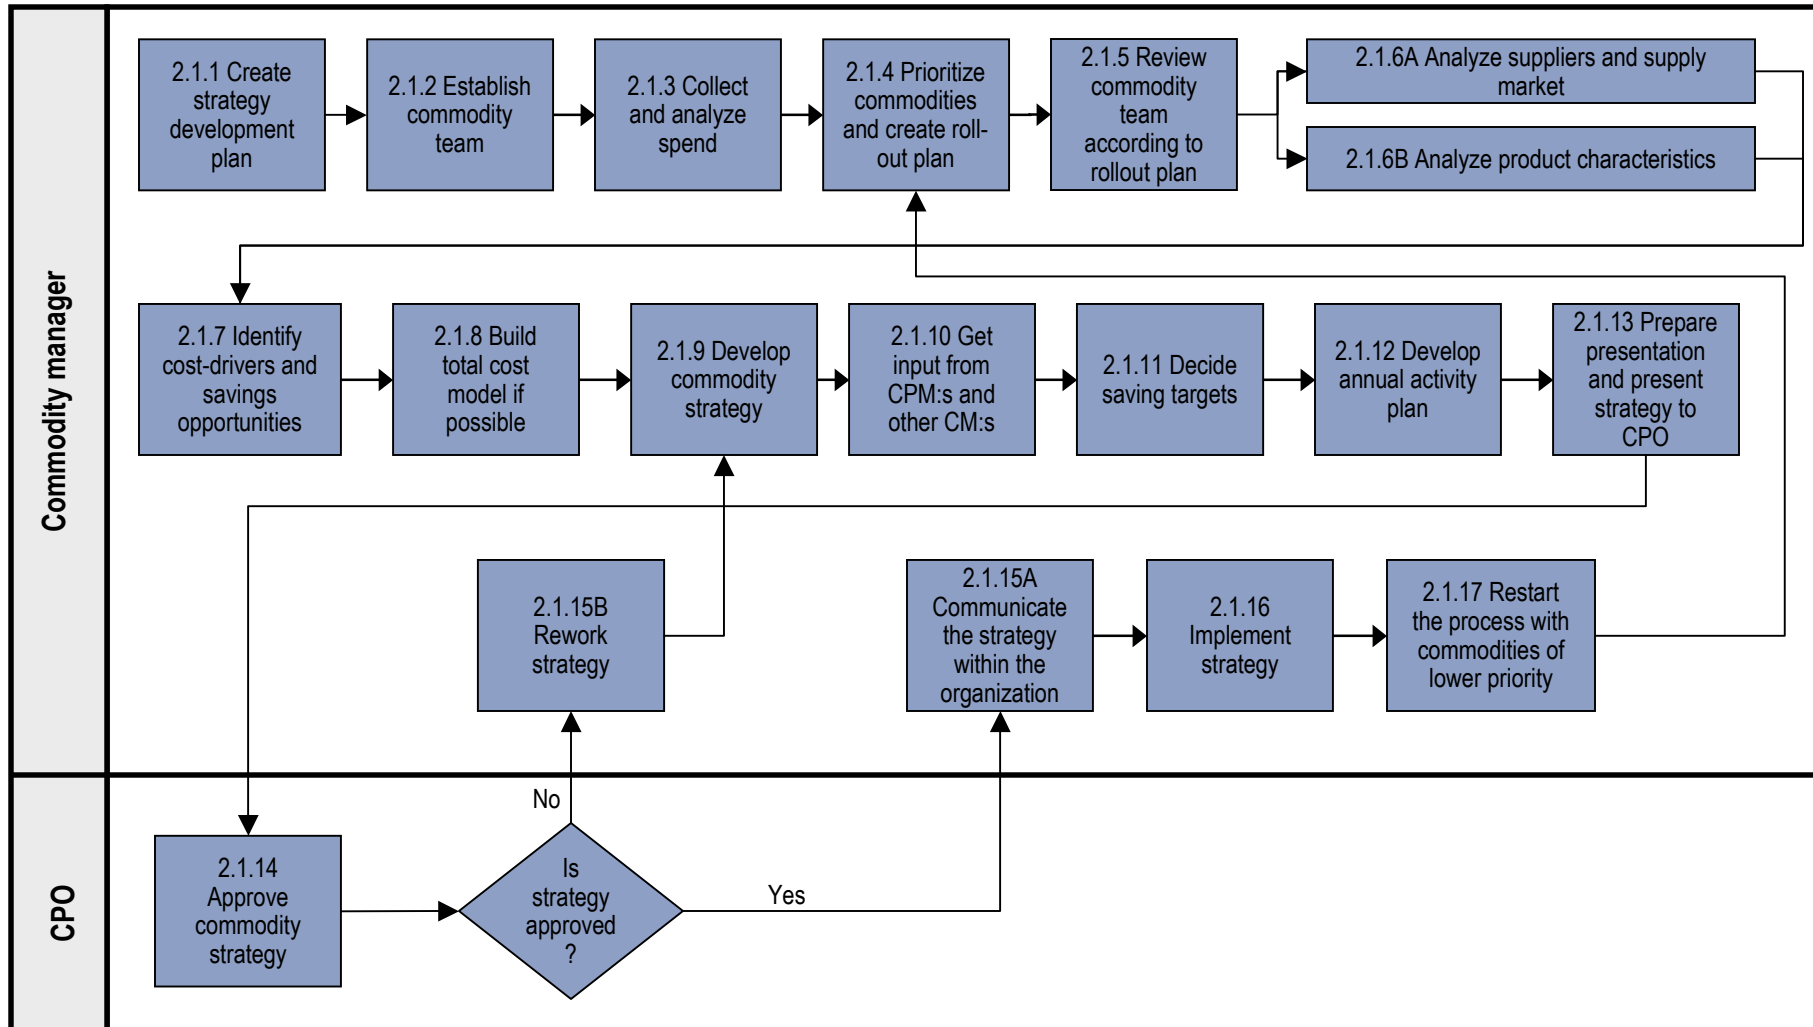 Commodity manager
2.1.1 Create
strategy
development
plan
2.1.2 Establish
commodity
team
2.1.3 Collect
and analyze
spend
2.1.4 Prioritize
commodities
and create roll-
out plan
2.1.5 Review
commodity
team
according to
rollout plan
2.1.6A Analyze suppliers and supply
market
2.1.6B Analyze product characteristics
2.1.7 Identify
cost-drivers and
savings
opportunities
2.1.8 Build
total cost
model if
possible
2.1.9 Develop
commodity
strategy
2.1.10 Get
input from
CPM:s and
other CM:s
2.1.11 Decide
saving targets
2.1.12 Develop
annual activity
plan
2.1.13 Prepare
presentation
and present
strategy to
CPO
2.1.15B
Rework
strategy
2.1.15A
Communicate
the strategy
within the
organization
2.1.16
Implement
strategy
2.1.17 Restart
the process with
commodities of
lower priority
CPO
2.1.14
Approve
commodity
strategy
No
Is
strategy
approved
?
Yes